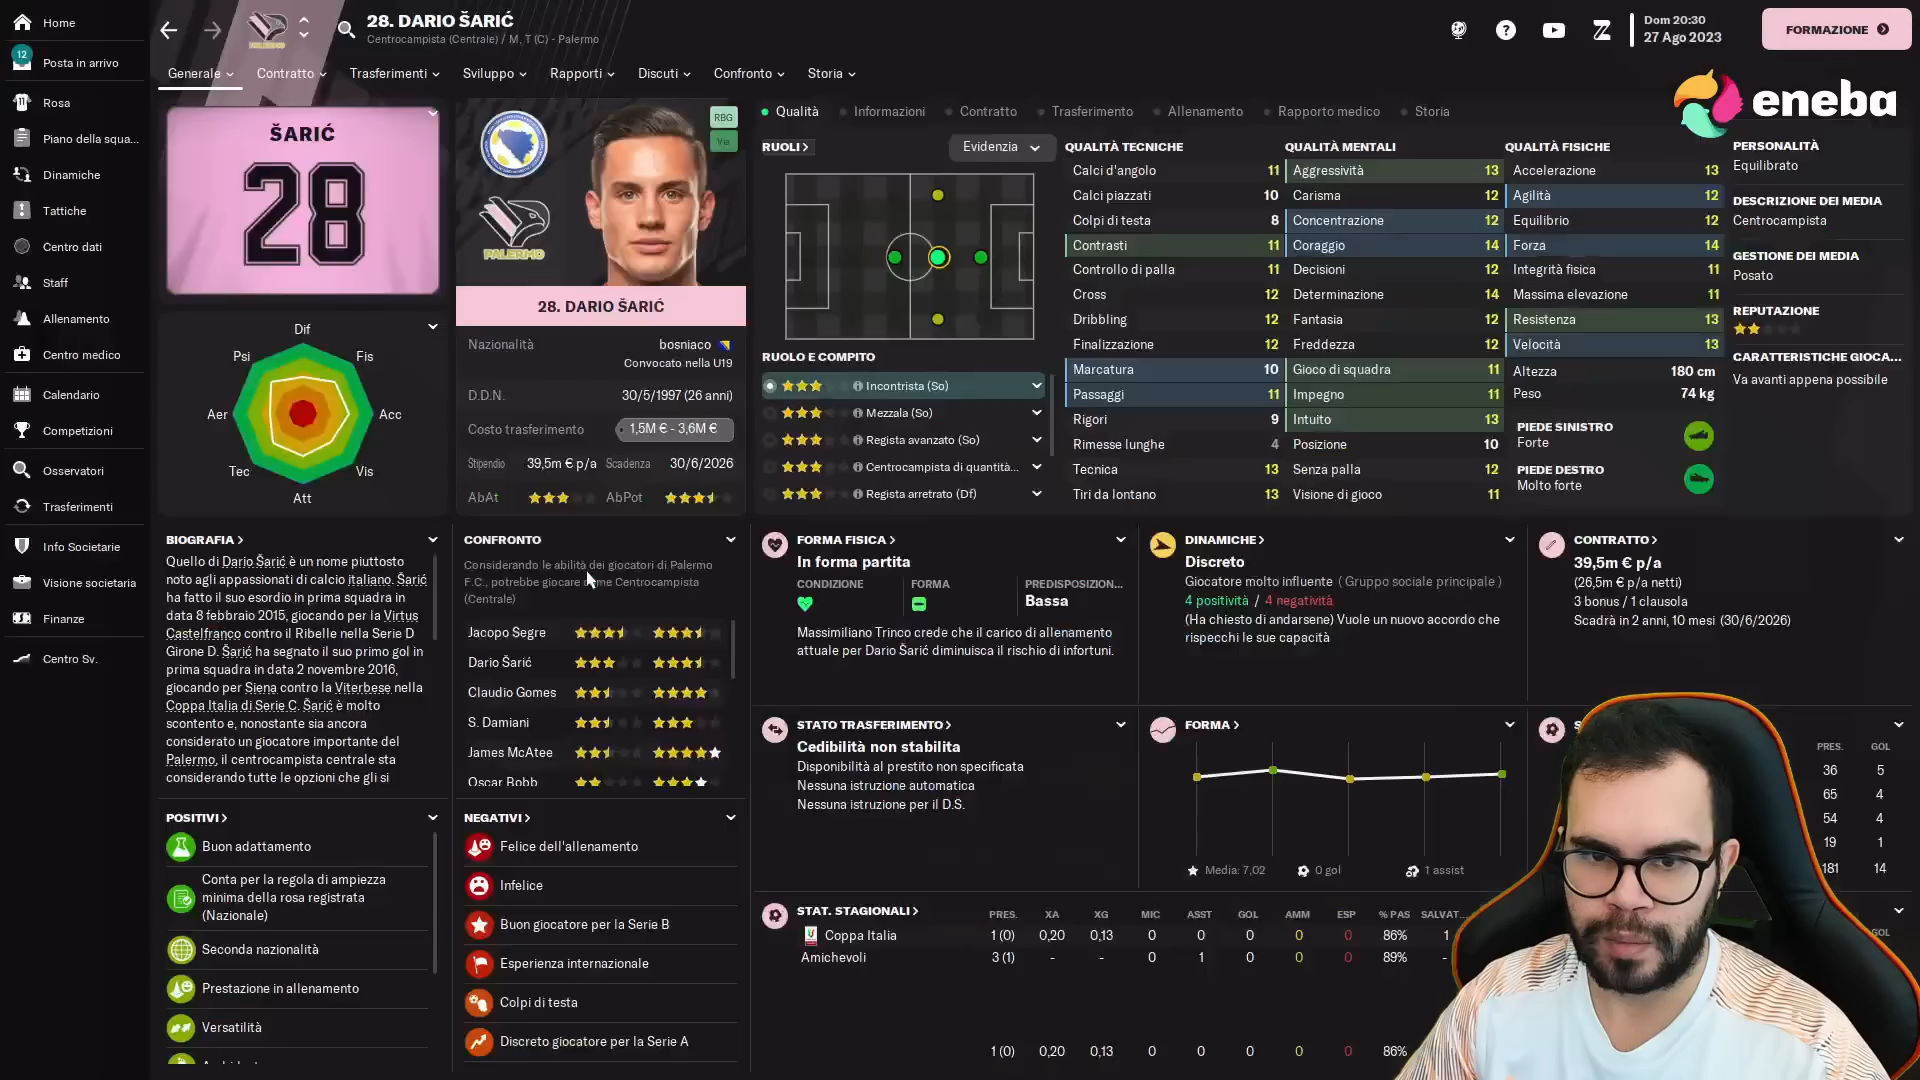 Home
12
Posta in arrivo
Rosa
Piano della squa...
Dinamiche
Tattiche
Centro dati
Staff
Allenamento
Centro medico
Calendario
Competizioni
Osservatori
Trasferimenti
Info Societarie
Visione societaria
Finanze
Centro Sv.
PALERMO
28. DARIO ŠARIĆ
Centrocampista (Centrale) / M, T (C) - Palermo
Dom 20:30
27 Ago 2023
FORMAZIONE
Generale
Contratto
Trasferimenti
Sviluppo
Rapporti
Discuti
Confronto
Storia
eneba
ŠARIĆ
28
RBG
Via
PALERMO
28. DARIO ŠARIĆ
Nazionalità bosniaco
Convocato nella U19
D.D.N. 30/5/1997 (26 anni)
Costo trasferimento 1,5M € - 3,6M €
Stipendio 39,5m € p/a Scadenza 30/6/2026
AbAt AbPot
Dif
Psi Fis
Aer Acc
Tec Vis
Att
Qualità
Informazioni
Contratto
Trasferimento
Allenamento
Rapporto medico
Storia
RUOLI
Evidenzia
RUOLO E COMPITO
Incontrista (So)
Mezzala (So)
Regista avanzato (So)
Centrocampista di quantità...
Regista arretrato (Df)
QUALITÀ TECNICHE
Calci d'angolo 11
Calci piazzati 10
Colpi di testa 8
Contrasti 11
Controllo di palla 11
Cross 12
Dribbling 12
Finalizzazione 12
Marcatura 10
Passaggi 11
Rigori 9
Rimesse lunghe 4
Tecnica 13
Tiri da lontano 13
QUALITÀ MENTALI
Aggressività 13
Carisma 12
Concentrazione 12
Coraggio 14
Decisioni 12
Determinazione 14
Fantasia 12
Freddezza 12
Gioco di squadra 11
Impegno 11
Intuito 13
Posizione 10
Senza palla 12
Visione di gioco 11
QUALITÀ FISICHE
Accelerazione 13
Agilità 12
Equilibrio 12
Forza 14
Integrità fisica 11
Massima elevazione 11
Resistenza 13
Velocità 13
Altezza 180 cm
Peso 74 kg
PIEDE SINISTRO
Forte
PIEDE DESTRO
Molto forte
PERSONALITÀ
Equilibrato
DESCRIZIONE DEI MEDIA
Centrocampista
GESTIONE DEI MEDIA
Posato
REPUTAZIONE
CARATTERISTICHE GIOCA...
Va avanti appena possibile
BIOGRAFIA
Quello di Dario Šarić è un nome piuttosto
noto agli appassionati di calcio italiano. Šarić
ha fatto il suo esordio in prima squadra in
data 8 febbraio 2015, giocando per la Virtus
Castelfranco contro il Ribelle nella Serie D
Girone D. Šarić ha segnato il suo primo gol in
prima squadra in data 2 novembre 2016,
giocando per Siena contro la Viterbese nella
Coppa Italia di Serie C. Šarić è molto
scontento e, nonostante sia ancora
considerato un giocatore importante del
Palermo, il centrocampista centrale sta
considerando tutte le opzioni che gli si
CONFRONTO
Considerando le abilità dei giocatori di Palermo
F.C., potrebbe giocare come Centrocampista
(Centrale)
Jacopo Segre
Dario Šarić
Claudio Gomes
S. Damiani
James McAtee
Oscar Bobb
FORMA FISICA
In forma partita
CONDIZIONE FORMA PREDISPOSIZION...
Bassa
Massimiliano Trinco crede che il carico di allenamento
attuale per Dario Šarić diminuisca il rischio di infortuni.
DINAMICHE
Discreto
Giocatore molto influente ( Gruppo sociale principale )
4 positività / 4 negatività
(Ha chiesto di andarsene) Vuole un nuovo accordo che
rispecchi le sue capacità
CONTRATTO
39,5m € p/a
(26,5m € p/a netti)
3 bonus / 1 clausola
Scadrà in 2 anni, 10 mesi (30/6/2026)
POSITIVI
Buon adattamento
Conta per la regola di ampiezza
minima della rosa registrata
(Nazionale)
Seconda nazionalità
Prestazione in allenamento
Versatilità
NEGATIVI
Felice dell'allenamento
Infelice
Buon giocatore per la Serie B
Esperienza internazionale
Colpi di testa
Discreto giocatore per la Serie A
STATO TRASFERIMENTO
Cedibilità non stabilita
Disponibilità al prestito non specificata
Nessuna istruzione automatica
Nessuna istruzione per il D.S.
FORMA
Media: 7,02 0 gol 1 assist
PRES. GOL
36 5
65 4
54 4
19 1
181 14
GOL
STAT. STAGIONALI PRES. XA XG MIC ASST GOL AMM ESP % PAS SALVAT...
Coppa Italia 1 (0) 0,20 0,13 0 0 0 0 0 86% 1
Amichevoli 3 (1) - - 0 1 0 0 0 89% -
1 (0) 0,20 0,13 0 0 0 0 0 86%